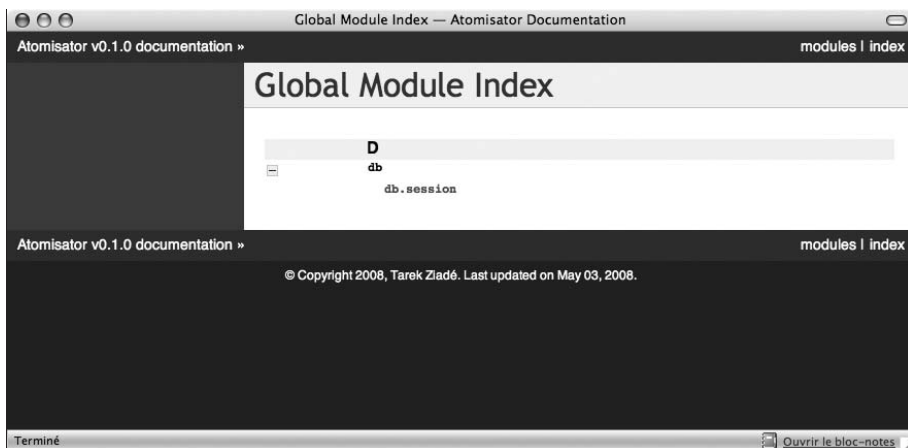 Global Module Index — Atomisator Documentation
Atomisator v0.1.0 documentation »
modules | index
Global Module Index
D
db
db.session
Atomisator v0.1.0 documentation »
modules | index
© Copyright 2008, Tarek Ziadé. Last updated on May 03, 2008.
Terminé
Ouvrir le bloc-notes